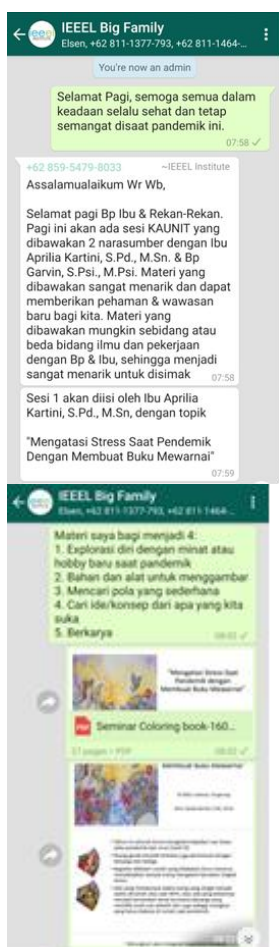 IEEEL Big Family
Elsen, +62 811-1377-793, +62 811-1464-...
You're now an admin
Selamat Pagi, semoga semua dalam
keadaan selalu sehat dan tetap
semangat disaat pandemik ini.
07:58
+62 859-5479-8033 ~IEEEL Institute
Assalamualaikum Wr Wb,
Selamat pagi Bp Ibu & Rekan-Rekan.
Pagi ini akan ada sesi KAUNIT yang
dibawakan 2 narasumber dengan Ibu
Aprilia Kartini, S.Pd., M.Sn. & Bp
Garvin, S.Psi., M.Psi. Materi yang
dibawakan sangat menarik dan dapat
memberikan pehaman & wawasan
baru bagi kita. Materi yang
dibawakan mungkin sebidang atau
beda bidang ilmu dan pekerjaan
dengan Bp & Ibu, sehingga menjadi
sangat menarik untuk disimak
07:58
Sesi 1 akan diisi oleh Ibu Aprilia
Kartini, S.Pd., M.Sn, dengan topik
"Mengatasi Stress Saat Pendemik
Dengan Membuat Buku Mewarnai"
07:59
IEEEL Big Family
Elsen, +62 811-1377-793, +62 811-1464-...
Materi saya bagi menjadi 4:
1. Explorasi diri dengan minat atau
hobby baru saat pandemik
2. Bahan dan alat untuk menggambar
3. Mencari pola yang sederhana
4. Cari ide/konsep dari apa yang kita
suka
5. Berkarya
"Mengatasi Stress Saat
Pandemik dengan
Membuat Buku Mewarnai"
Seminar Coloring book-160...
PDF
Membuat Buku Mewarnai"